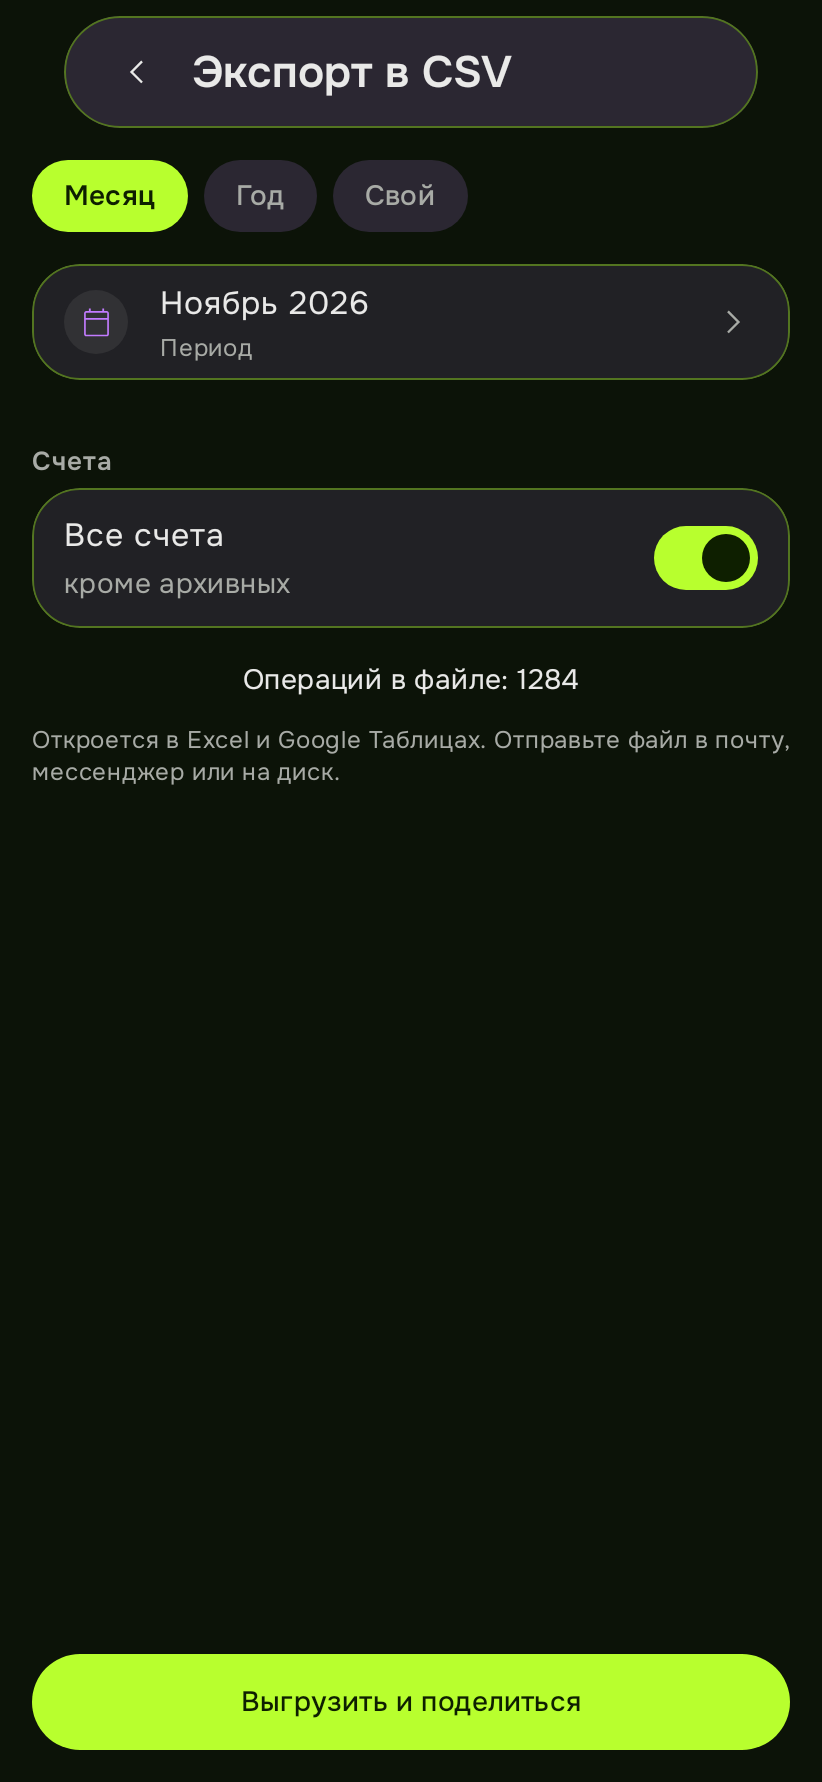 Экспорт в CSV
Месяц Год Свой
Ноябрь 2026
Период
Счета
Все счета
кроме архивных
Операций в файле: 1284
Откроется в Excel и Google Таблицах. Отправьте файл в почту,
мессенджер или на диск.
Выгрузить и поделиться